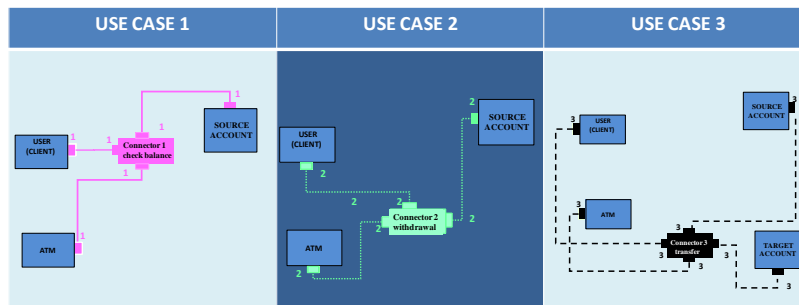 USE CASE 1
USE CASE 2
USE CASE 3
1
1
SOURCE
ACCOUNT
USER
(CLIENT)
1
1
Connector 1
check balance
1
1
ATM
2
2
SOURCE
ACCOUNT
USER
(CLIENT)
2
2
2
2
Connector 2
withdrawal
2
ATM
2
3
SOURCE
ACCOUNT
3
USER
(CLIENT)
3
ATM
3
3
Connector 3
transfer
3
3
TARGET
ACCOUNT
3